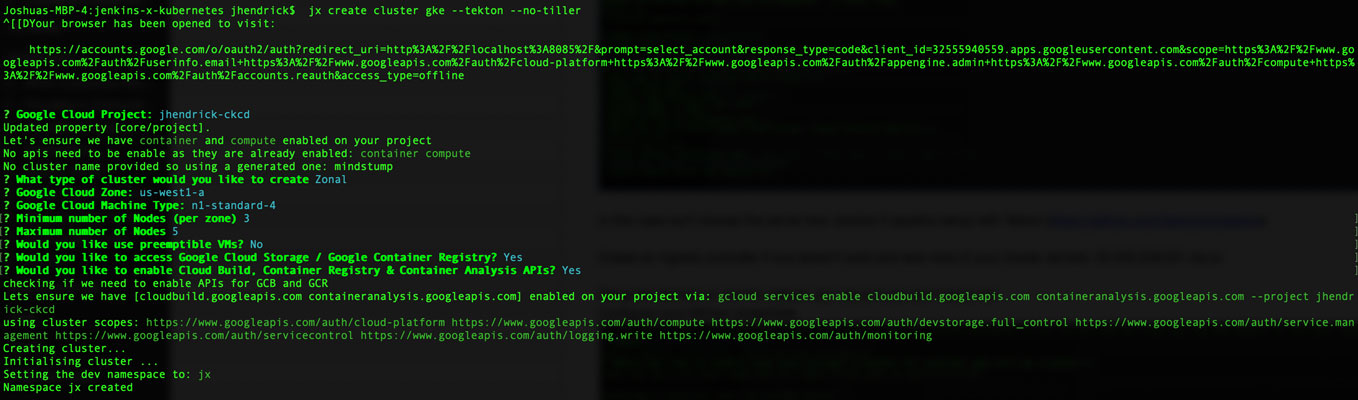 Joshuas-MBP-4:jenkins-x-kubernetes jhendrick$  jx create cluster gke --tekton --no-tiller
^[[DYour browser has been opened to visit:
https://accounts.google.com/o/oauth2/auth?redirect_uri=http%3A%2F%2Flocalhost%3A8085%2F&prompt=select_account&response_type=code&client_id=32555940559.apps.googleusercontent.com&scope=https%3A%2F%2Fwww.go
ogleapis.com%2Fauth%2Fuserinfo.email+https%3A%2F%2Fwww.googleapis.com%2Fauth%2Fcloud-platform+https%3A%2F%2Fwww.googleapis.com%2Fauth%2Fappengine.admin+https%3A%2F%2Fwww.googleapis.com%2Fauth%2Fcompute+https%
3A%2F%2Fwww.googleapis.com%2Fauth%2Faccounts.reauth&access_type=offline
? Google Cloud Project: jhendrick-ckcd
Updated property [core/project].
Let's ensure we have container and compute enabled on your project
No apis need to be enable as they are already enabled: container compute
No cluster name provided so using a generated one: mindstump
? What type of cluster would you like to create Zonal
? Google Cloud Zone: us-west1-a
? Google Cloud Machine Type: n1-standard-4
? Minimum number of Nodes (per zone) 3
? Maximum number of Nodes 5
? Would you like use preemptible VMs? No
? Would you like to access Google Cloud Storage / Google Container Registry? Yes
? Would you like to enable Cloud Build, Container Registry & Container Analysis APIs? Yes
checking if we need to enable APIs for GCB and GCR
Lets ensure we have [cloudbuild.googleapis.com containeranalysis.googleapis.com] enabled on your project via: gcloud services enable cloudbuild.googleapis.com containeranalysis.googleapis.com --project jhend
rick-ckcd
using cluster scopes: https://www.googleapis.com/auth/cloud-platform https://www.googleapis.com/auth/compute https://www.googleapis.com/auth/devstorage.full_control https://www.googleapis.com/auth/service.man
agement https://www.googleapis.com/auth/servicecontrol https://www.googleapis.com/auth/logging.write https://www.googleapis.com/auth/monitoring
Creating cluster...
Initialising cluster ...
Setting the dev namespace to: jx
Namespace jx created